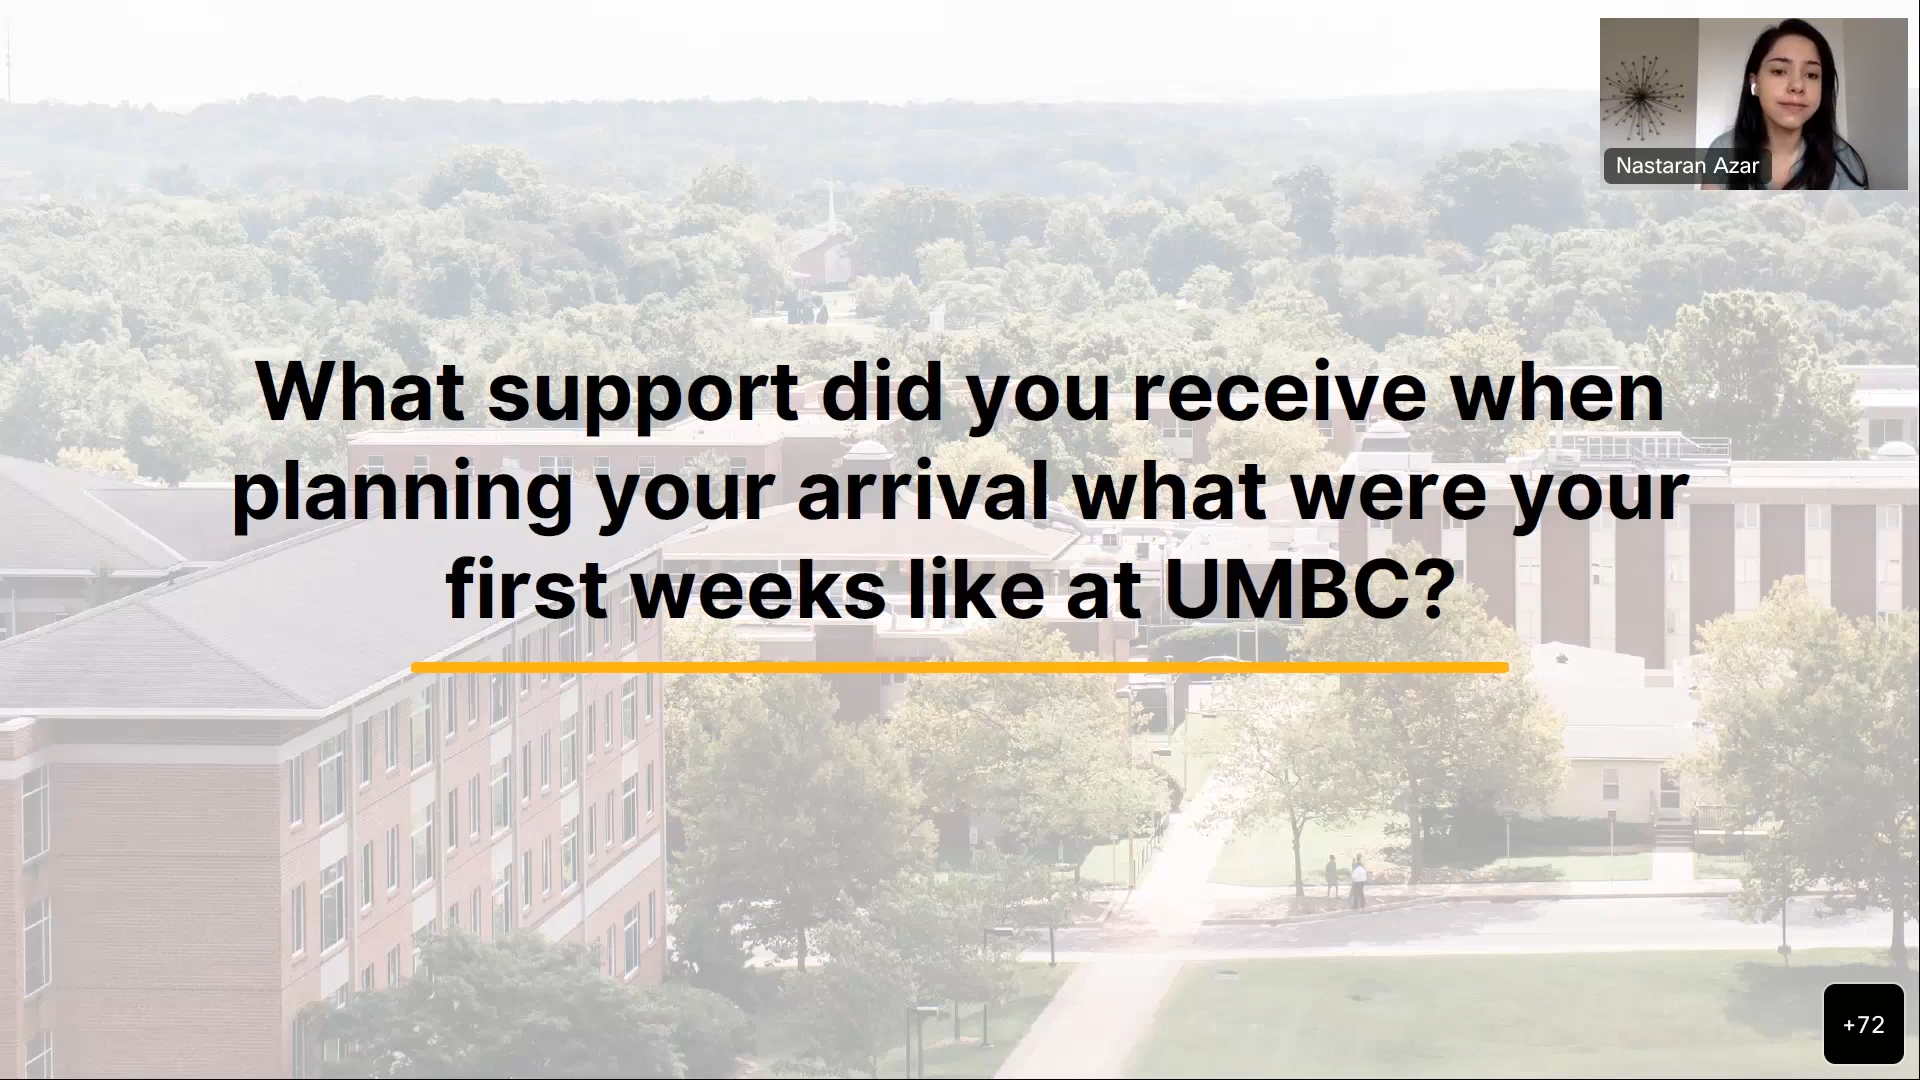 Nastaran Azar
What support did you receive when
planning your arrival what were your
first weeks like at UMBC?
+72